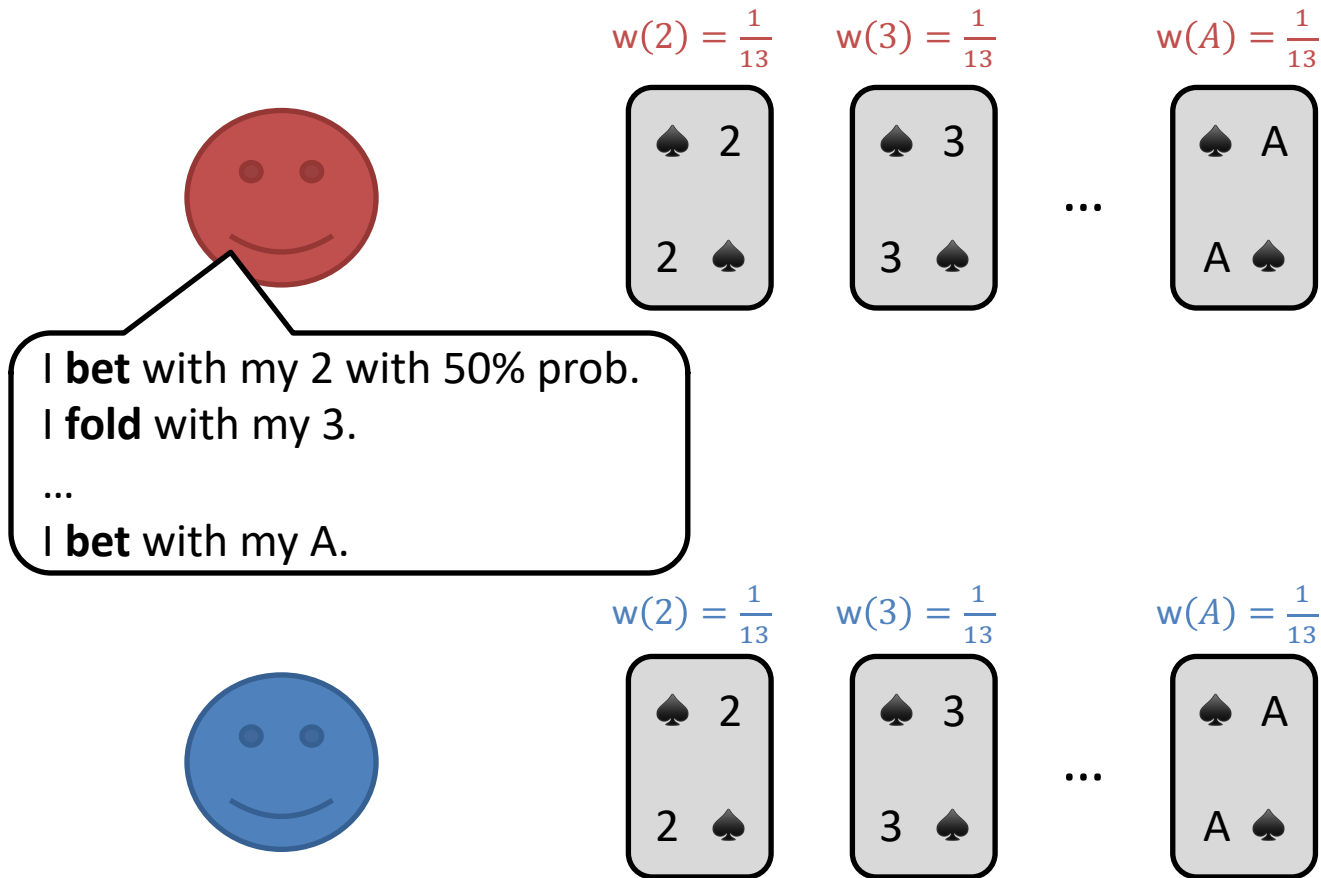 w(2) = 1/13 w(3) = 1/13 w(A) = 1/13
♠ 2 ♠ 3 ♠ A
...
2 ♠ 3 ♠ A ♠
I bet with my 2 with 50% prob.
I fold with my 3.
...
I bet with my A.
w(2) = 1/13 w(3) = 1/13 w(A) = 1/13
♠ 2 ♠ 3 ♠ A
...
2 ♠ 3 ♠ A ♠